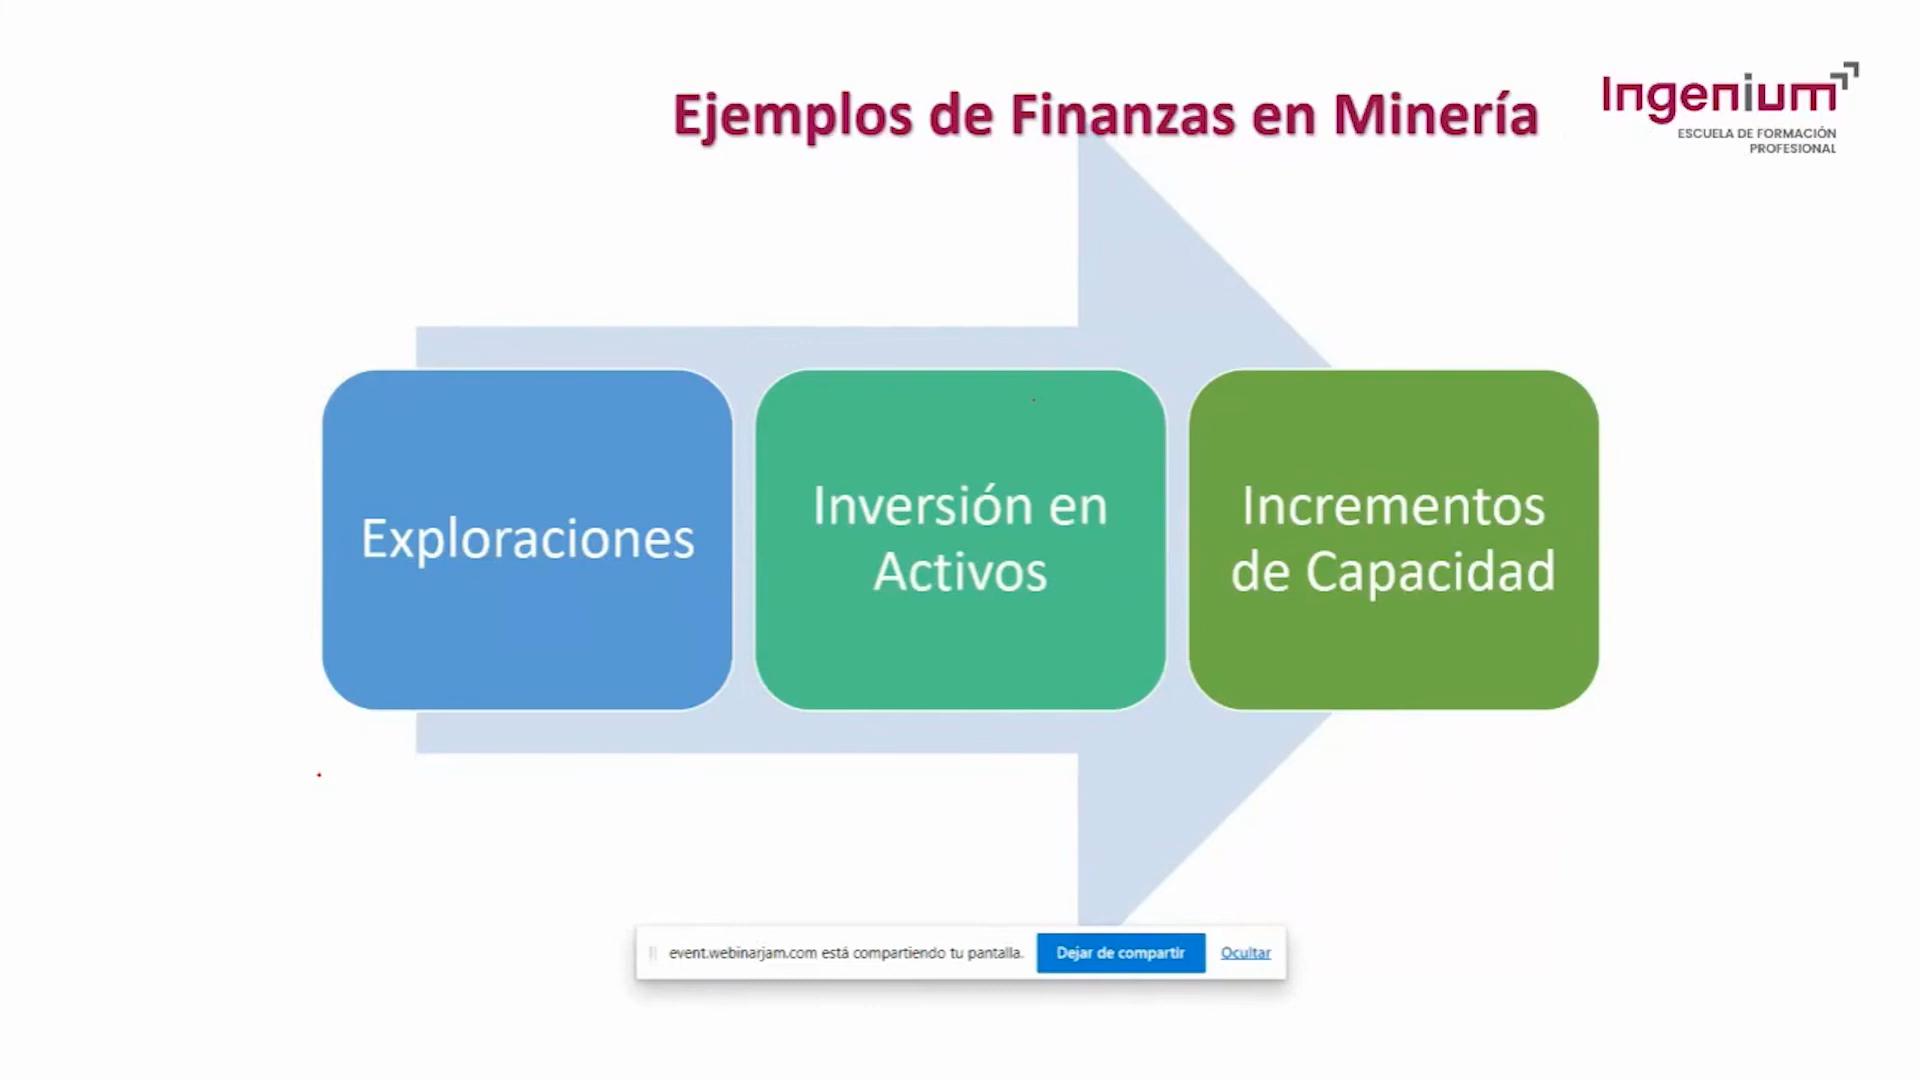 Ejemplos de Finanzas en Minería
Ingenium
ESCUELA DE FORMACIÓN
PROFESIONAL
Exploraciones
Inversión en
Activos
Incrementos
de Capacidad
event.webinarjam.com está compartiendo tu pantalla.
Dejar de compartir
Ocultar